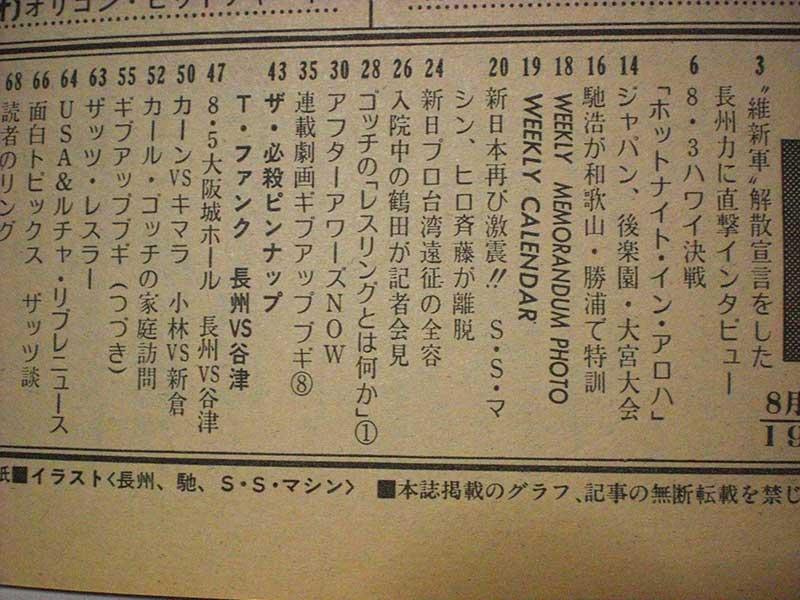 オリコン・ヒットチャート
3 〝維新軍〟解散宣言をした
長州力に直撃インタビュー
6 8・3ハワイ決戦
「ホットナイト・イン・アロハ」
14 ジャパン、後楽園・大宮大会
16 馳浩が和歌山・勝浦で特訓
18 WEEKLY MEMORANDUM PHOTO
19 WEEKLY CALENDAR
20 新日本再び激震!! S・S・マ
シン、ヒロ斉藤が離脱
24 新日プロ台湾遠征の全容
26 入院中の鶴田が記者会見
28 ゴッチの「レスリングとは何か」①
30 アフターアワーズNOW
35 連載劇画ギブアップブギ⑧
43 ザ・必殺ピンナップ
T・ファンク 長州VS谷津
47 8・5大阪城ホール 長州VS谷津
50 カーンVSキマラ 小林VS新倉
52 カール・ゴッチの家庭訪問
55 ギブアップブギ(つづき)
63 ザッツ・レスラー
64 USA&ルチャ・リブレニュース
66 面白トピックス ザッツ談
68 読者のリング
8月
19
紙■イラスト〈長州、馳、S・S・マシン〉 ■本誌掲載のグラフ、記事の無断転載を禁じ